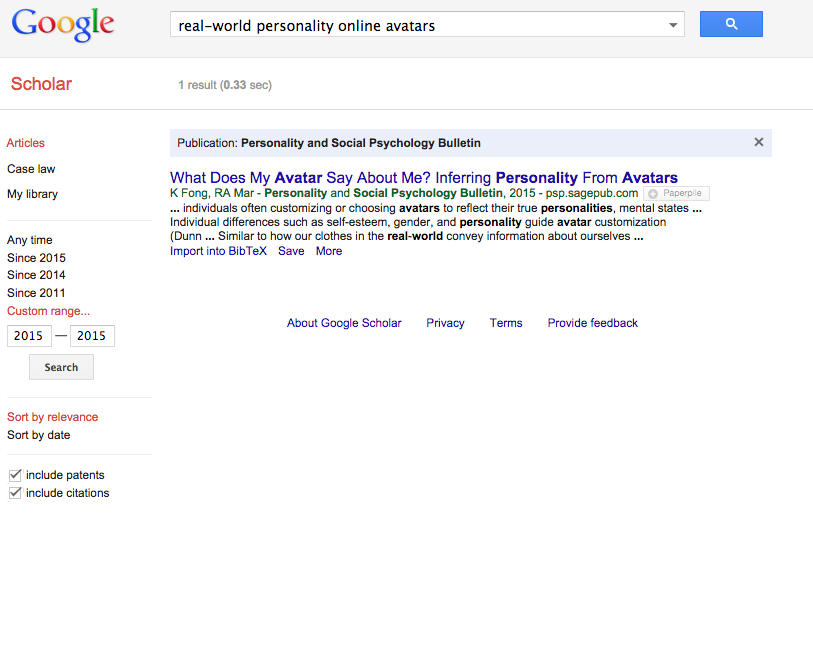 Google
real-world personality online avatars
Scholar
1 result (0.33 sec)
Articles
Case law
My library
Any time
Since 2015
Since 2014
Since 2011
Custom range...
2015 — 2015
Search
Sort by relevance
Sort by date
include patents
include citations
Publication: Personality and Social Psychology Bulletin
What Does My Avatar Say About Me? Inferring Personality From Avatars
K Fong, RA Mar - Personality and Social Psychology Bulletin, 2015 - psp.sagepub.com Paperpile
... individuals often customizing or choosing avatars to reflect their true personalities, mental states ...
Individual differences such as self-esteem, gender, and personality guide avatar customization
(Dunn ... Similar to how our clothes in the real-world convey information about ourselves ...
Import into BibTeX Save More
About Google Scholar Privacy Terms Provide feedback